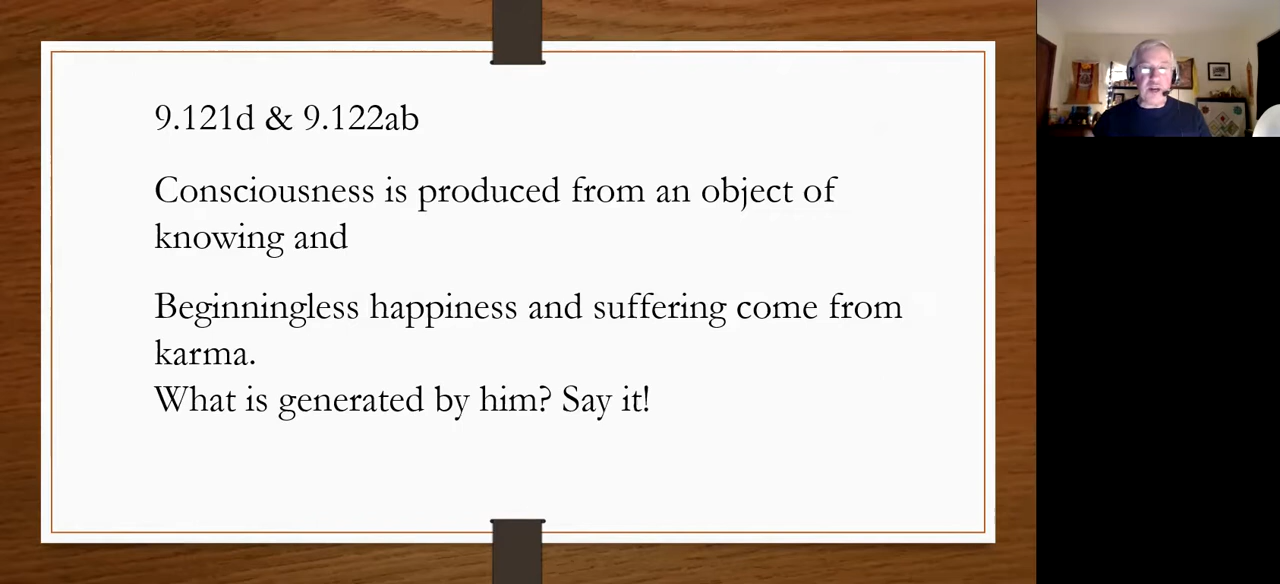 9.121d & 9.122ab
Consciousness is produced from an object of
knowing and
Beginningless happiness and suffering come from
karma.
What is generated by him? Say it!